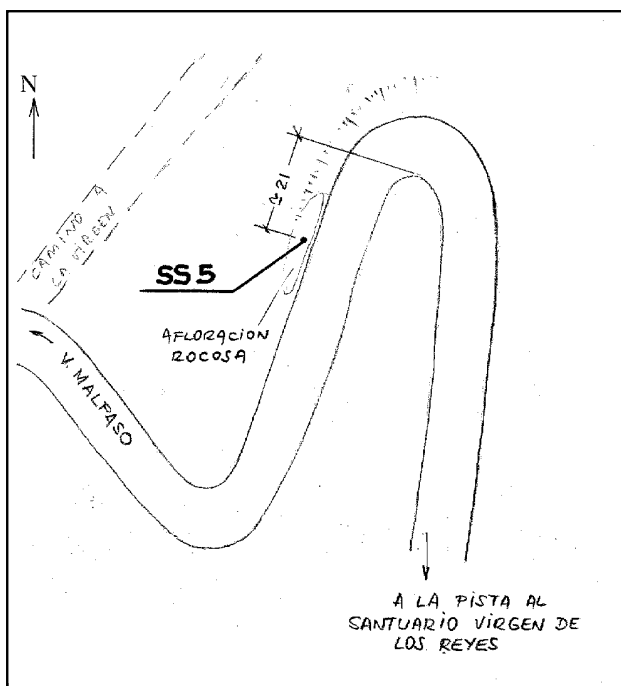 N
CAMINO A
LA VIRGEN
≈ 21
SS5
AFLORACION
ROCOSA
V. MALPASO
A LA PISTA AL
SANTUARIO VIRGEN DE
LOS REYES